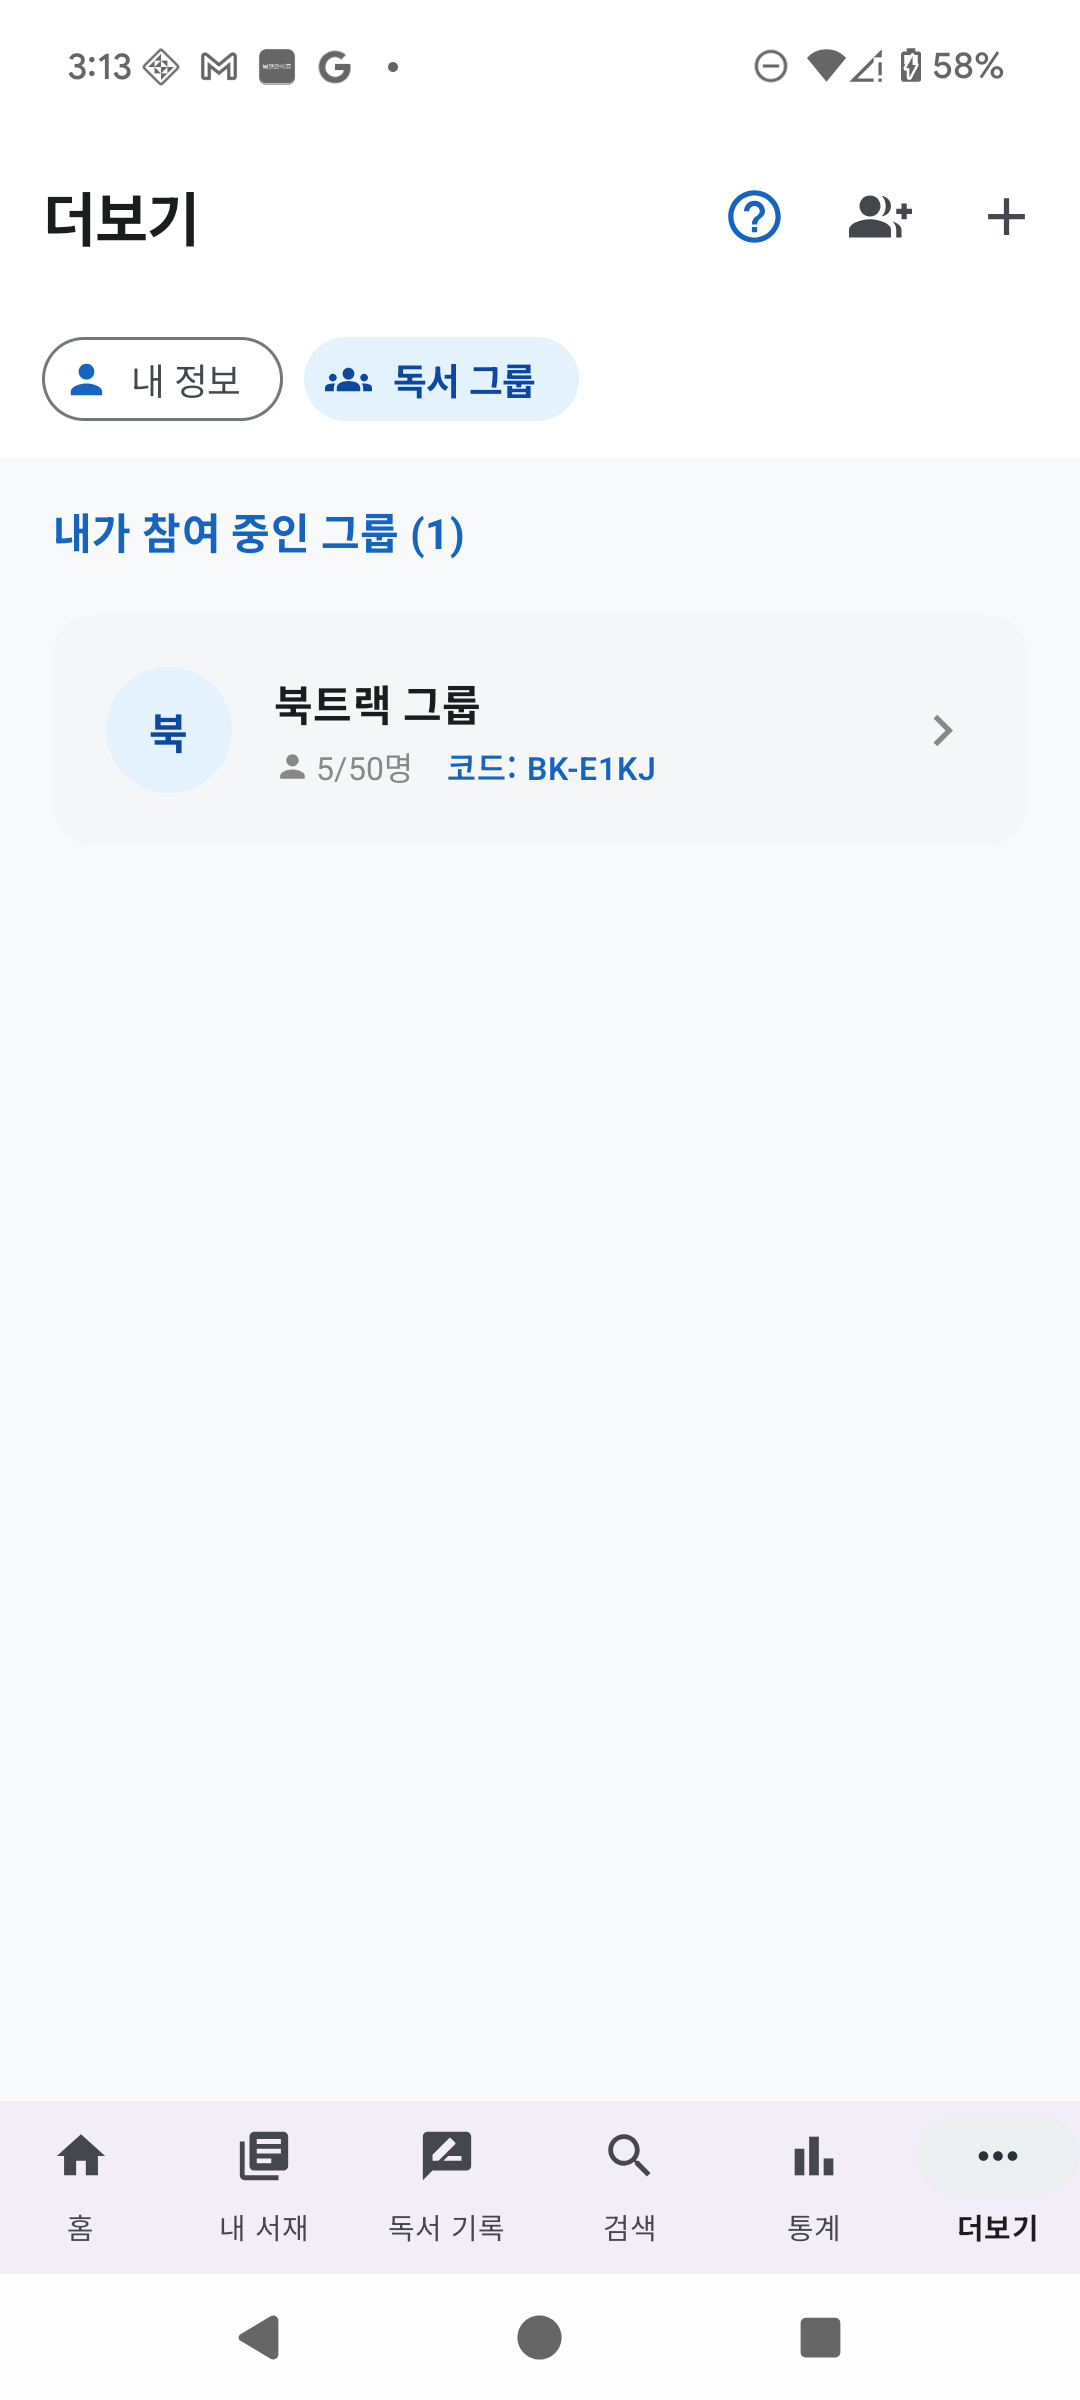 3:13
58%
더보기
내 정보
독서 그룹
내가 참여 중인 그룹 (1)
북
북트랙 그룹
5/50명 코드: BK-E1KJ
홈
내 서재
독서 기록
검색
통계
더보기